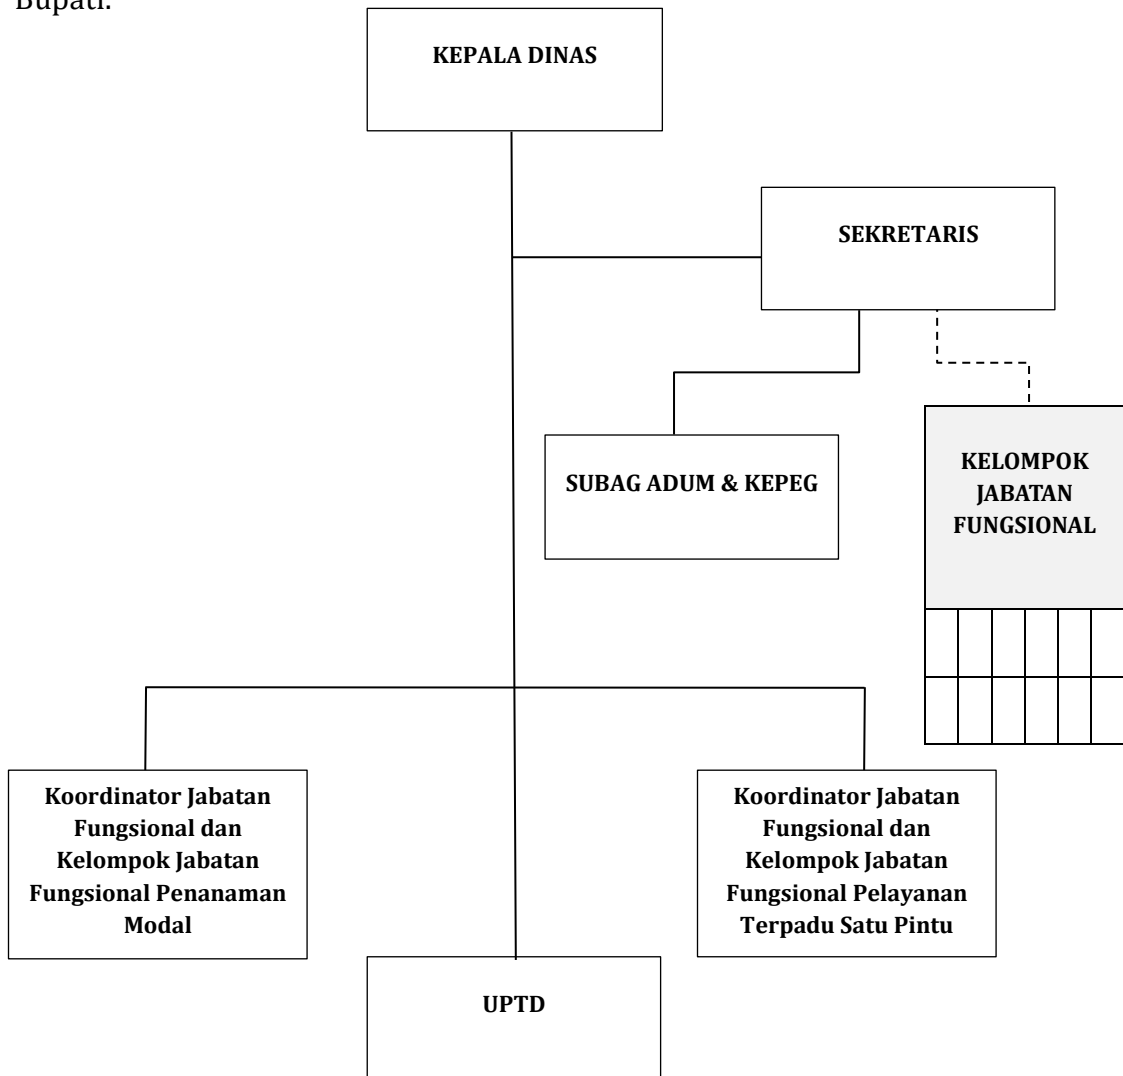 Bupati.
KEPALA DINAS
SEKRETARIS
SUBAG ADUM & KEPEG
KELOMPOK
JABATAN
FUNGSIONAL
Koordinator Jabatan
Fungsional dan
Kelompok Jabatan
Fungsional Penanaman
Modal
Koordinator Jabatan
Fungsional dan
Kelompok Jabatan
Fungsional Pelayanan
Terpadu Satu Pintu
UPTD